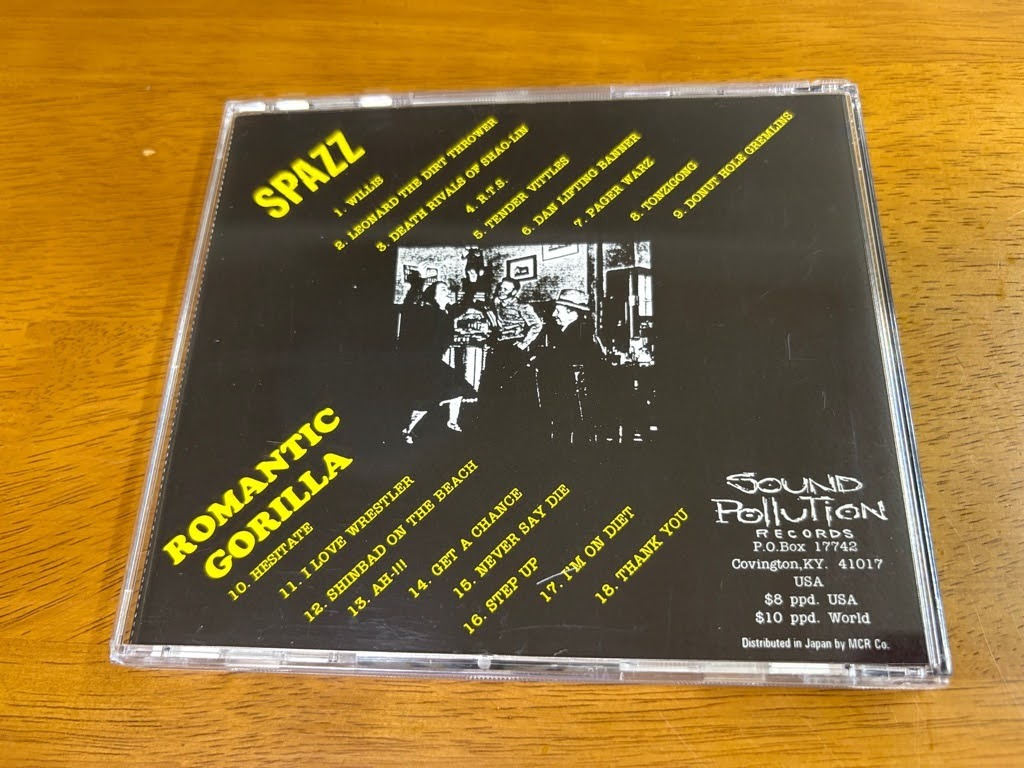 SPAZZ
1. WILLIS
2. LEONARD THE DIRT THROWER
3. DEATH RIVALS OF SHAO-LIN
4. R.T.S.
5. TENDER VITTLES
6. DAN LIFTING BANNER
7. PAGER WARZ
8. TONZIGONG
9. DONUT HOLE GREMLINS
ROMANTIC
GORILLA
10. HESITATE
11. I LOVE WRESTLER
12. SHINBAD ON THE BEACH
13. AH-!!!
14. GET A CHANCE
15. NEVER SAY DIE
16. STEP UP
17. I'M ON DIET
18. THANK YOU
SOUND
POLLUTION
RECORDS
P.O.Box 17742
Covington,KY. 41017
USA
$8 ppd. USA
$10 ppd. World
Distributed in Japan by MCR Co.